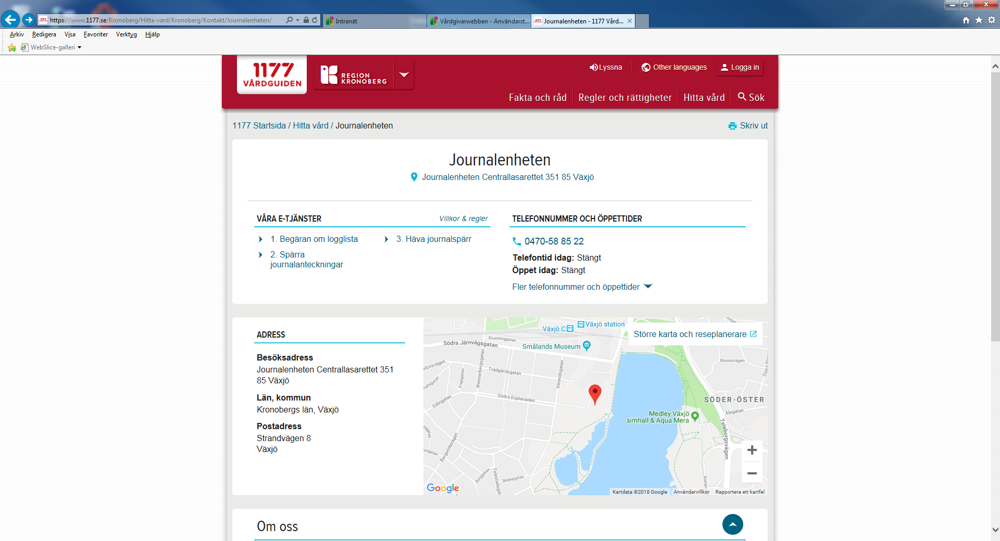 https://www.1177.se/Kronoberg/Hitta-vard/Kronoberg/Kontakt/Journalenheten/
Intranät
Vårdgivarwebben - Användarst...
Journalenheten - 1177 Vård...
Arkiv Redigera Visa Favoriter Verktyg Hjälp
WebSlice-galleri
1177
VÅRDGUIDEN
REGION
KRONOBERG
Lyssna
Other languages
Logga in
Fakta och råd
Regler och rättigheter
Hitta vård
Sök
1177 Startsida / Hitta vård / Journalenheten
Skriv ut
Journalenheten
Journalenheten Centrallasarettet 351 85 Växjö
VÅRA E-TJÄNSTER
Villkor & regler
1. Begäran om logglista
2. Spärra
journalanteckningar
3. Häva journalspärr
TELEFONNUMMER OCH ÖPPETTIDER
0470-58 85 22
Telefontid idag: Stängt
Öppet idag: Stängt
Fler telefonnummer och öppettider
ADRESS
Besöksadress
Journalenheten Centrallasarettet 351
85 Växjö
Län, kommun
Kronobergs län, Växjö
Postadress
Strandvägen 8
Växjö
Växjö C
Växjö station
Större karta och reseplanerare
Drottninggatan
Södra Järnvägsgatan
Smålands Museum
Brunnsvägen
Trädgårdsgatan
Wennerbergsgatan
Frejagatan
Värendsgatan
Odingatan
Södra Esplanaden
SÖDER-ÖSTER
Alegatan
Medley Växjö
simhall & Aqua Mera
Teleborgsvägen
Bergundavägen
Borggatan
Telestadsgat
Skånegatan
Google
Kartdata ©2018 Google
Användarvillkor
Rapportera ett kartfel
Om oss